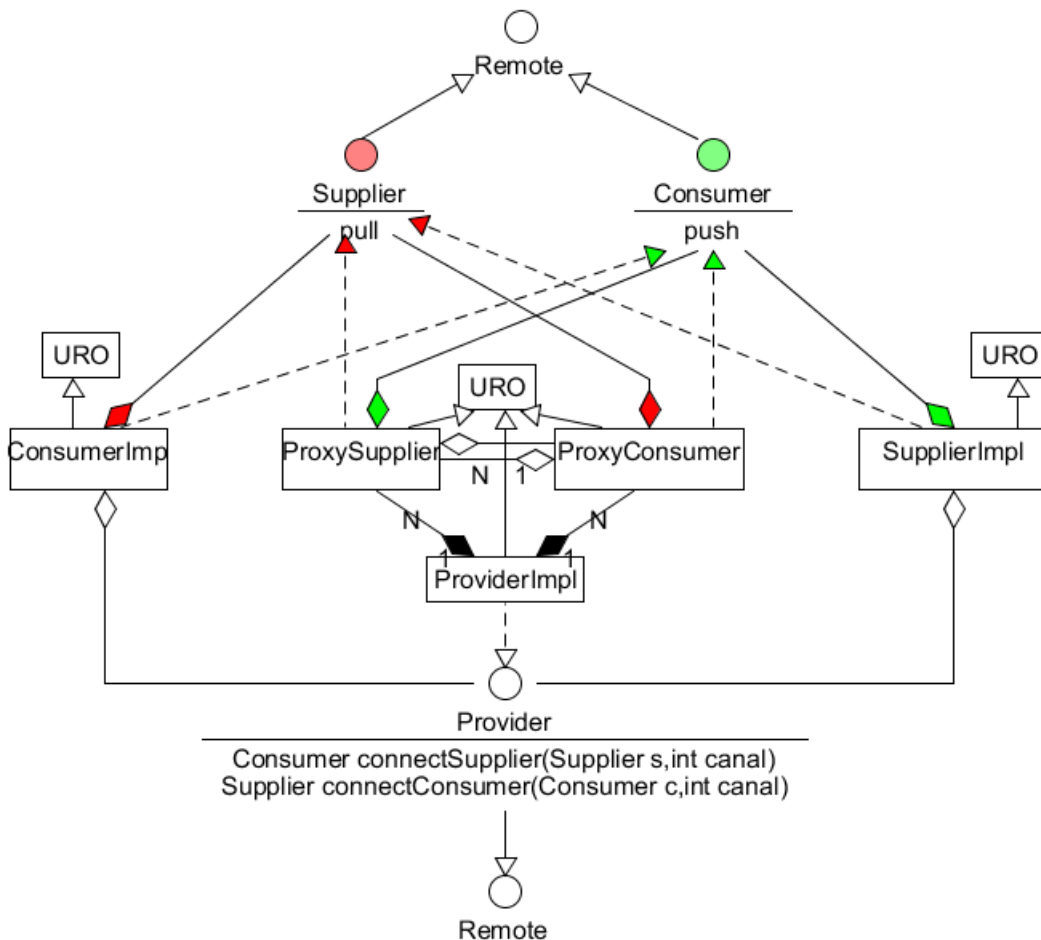 Remote
Supplier
Consumer
pull
push
URO
URO
URO
ConsumerImp
ProxySupplier
ProxyConsumer
SupplierImpl
N
1
N
N
1
1
ProviderImpl
Provider
Consumer connectSupplier(Supplier s,int canal)
Supplier connectConsumer(Consumer c,int canal)
Remote